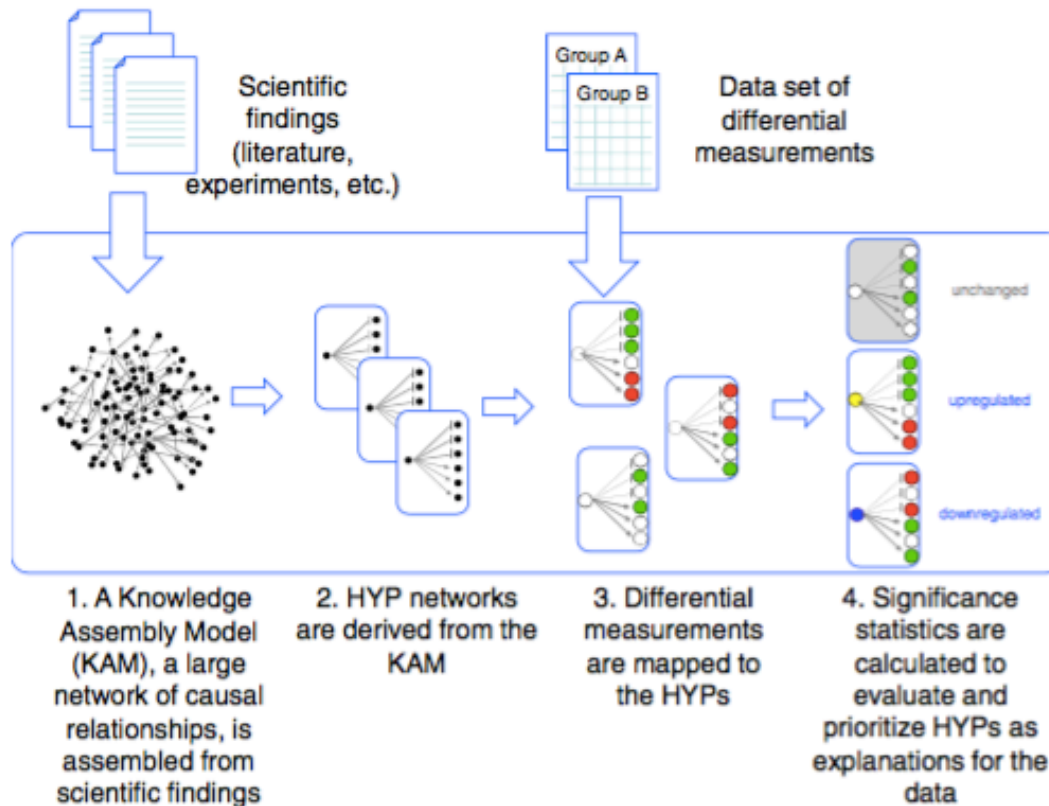 Scientific
findings
(literature,
experiments, etc.)
Group A
Group B
Data set of
differential
measurements
unchanged
upregulated
downregulated
1. A Knowledge
Assembly Model
(KAM), a large
network of causal
relationships, is
assembled from
scientific findings
2. HYP networks
are derived from the
KAM
3. Differential
measurements
are mapped to
the HYPs
4. Significance
statistics are
calculated to
evaluate and
prioritize HYPs as
explanations for the
data